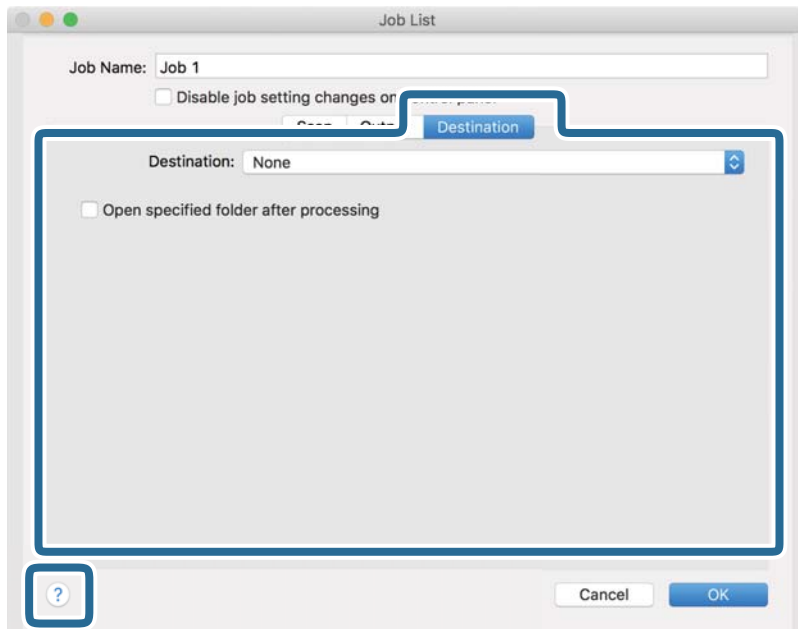 Job List
Job Name: Job 1
Disable job setting changes on
Destination
Destination: None
Open specified folder after processing
? Cancel OK